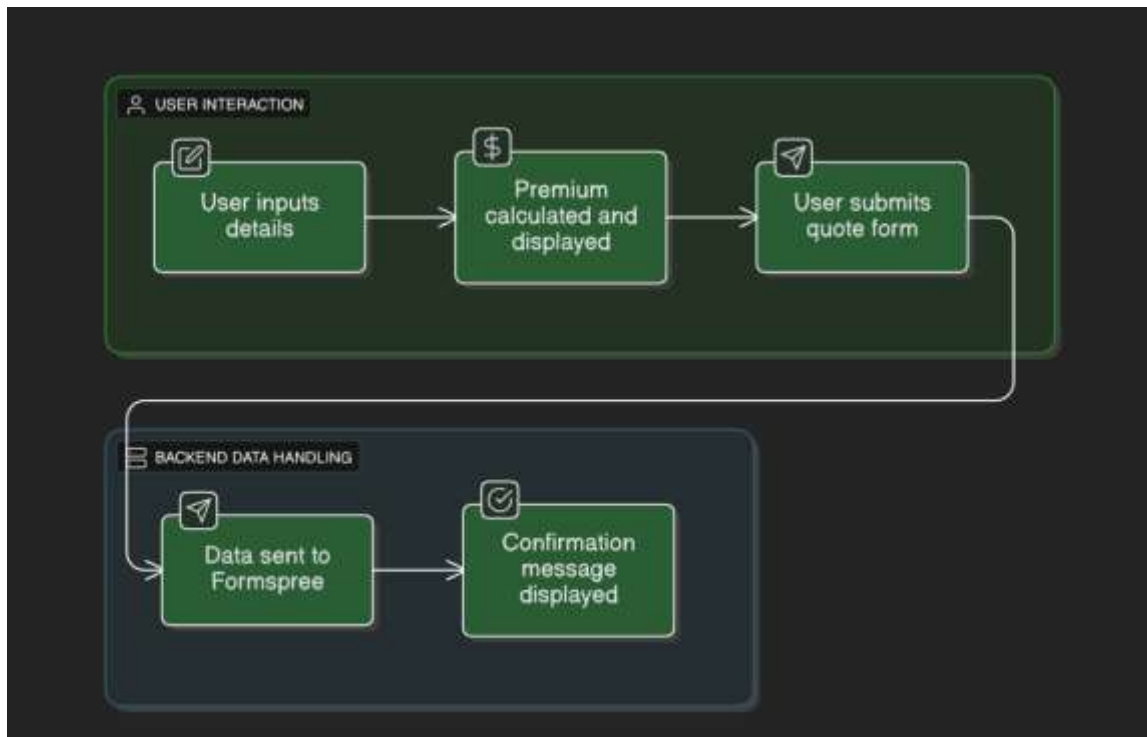 USER INTERACTION
User inputs
details
Premium
calculated and
displayed
User submits
quote form
BACKEND DATA HANDLING
Data sent to
Formspree
Confirmation
message
displayed